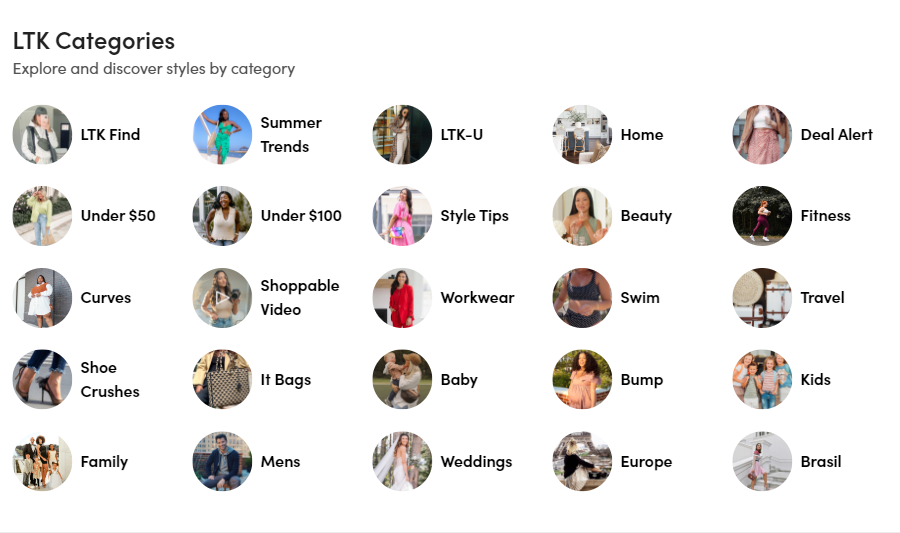 LTK Categories
Explore and discover styles by category
LTK Find
Summer
Trends
LTK-U
Home
Deal Alert
Under $50
Under $100
Style Tips
Beauty
Fitness
Curves
Shoppable
Video
Workwear
Swim
Travel
Shoe
Crushes
It Bags
Baby
Bump
Kids
Family
Mens
Weddings
Europe
Brasil